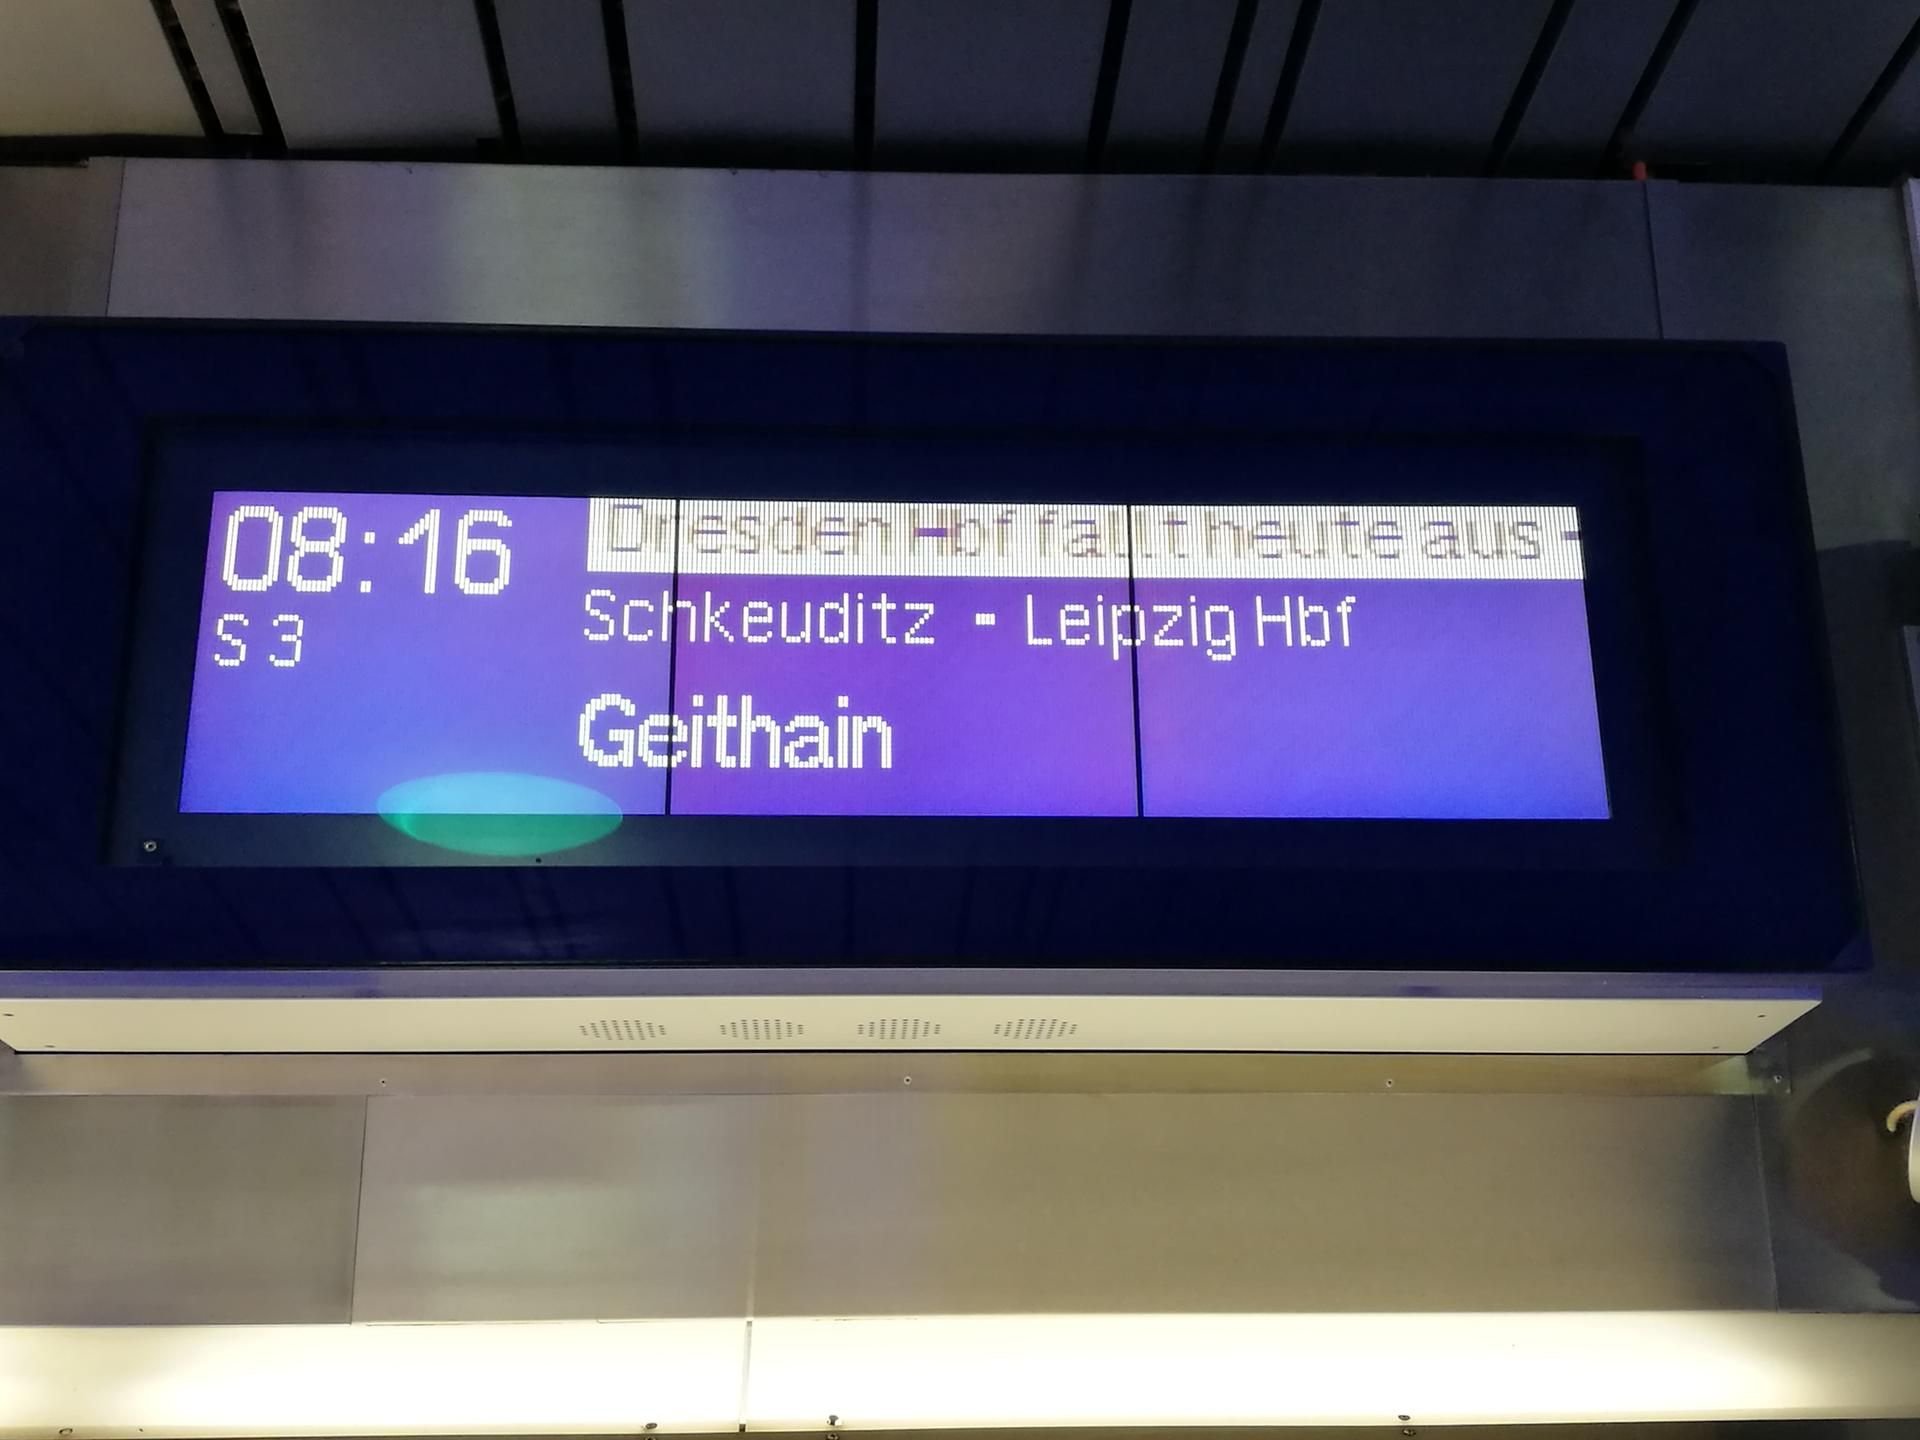 08:16
Dresden Hbf fällt heute aus -
S 3
Schkeuditz - Leipzig Hbf
Geithain